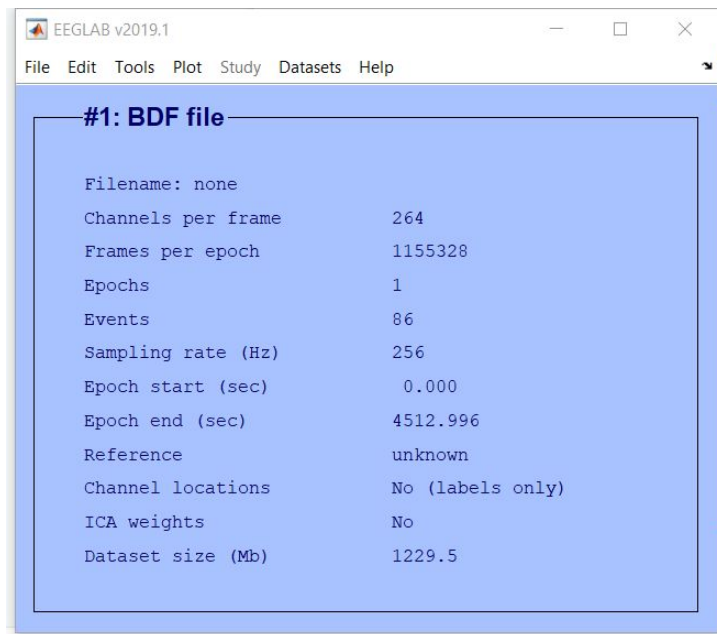 EEGLAB v2019.1
File Edit Tools Plot Study Datasets Help
#1: BDF file
Filename: none
Channels per frame 264
Frames per epoch 1155328
Epochs 1
Events 86
Sampling rate (Hz) 256
Epoch start (sec) 0.000
Epoch end (sec) 4512.996
Reference unknown
Channel locations No (labels only)
ICA weights No
Dataset size (Mb) 1229.5